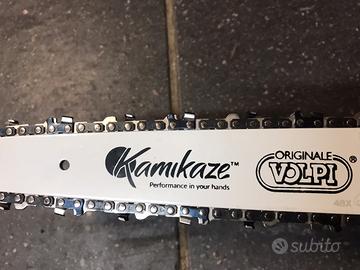 Kamikaze™
Performance in your hands
ORIGINALE
VOLPI®
subito